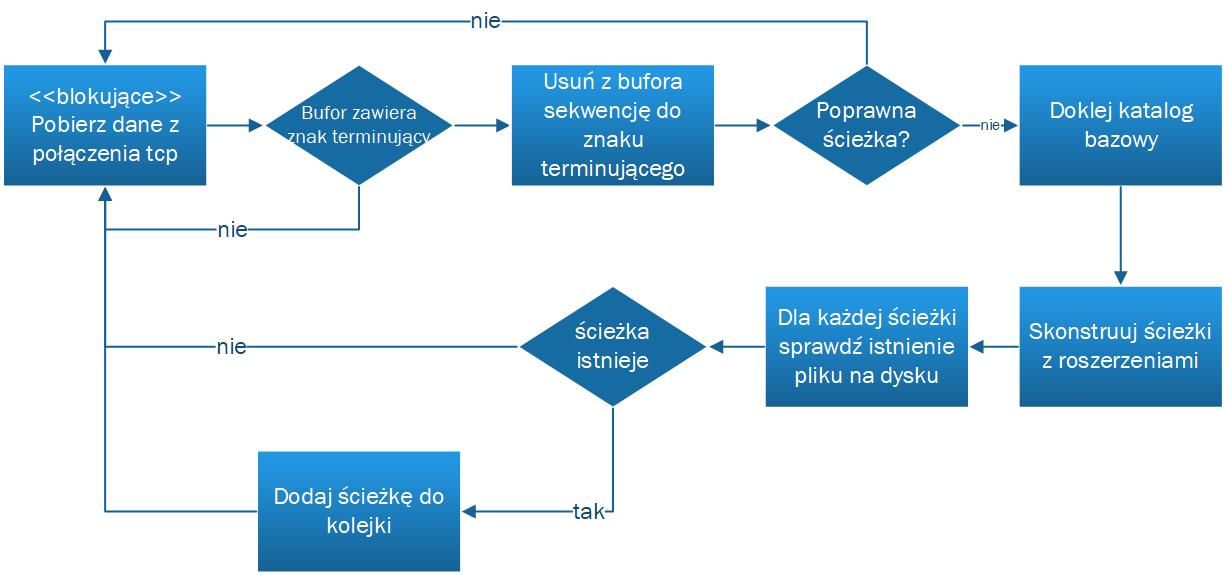 nie
<<blokujące>>
Pobierz dane z
połączenia tcp
Bufor zawiera
znak terminujący
Usuń z bufora
sekwencję do
znaku
terminującego
Poprawna
ścieżka?
nie
Doklej katalog
bazowy
nie
Skonstruuj ścieżki
z roszerzeniami
Dla każdej ścieżki
sprawdź istnienie
pliku na dysku
ścieżka
istnieje
nie
tak
Dodaj ścieżkę do
kolejki